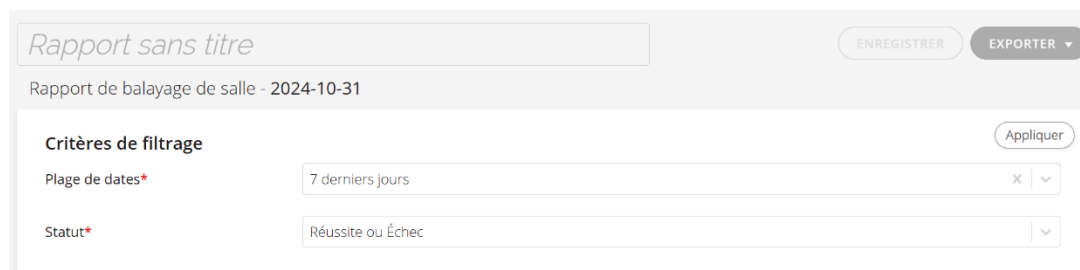 Rapport sans titre
ENREGISTRER
EXPORTER
Rapport de balayage de salle - 2024-10-31
Critères de filtrage
Appliquer
Plage de dates*
7 derniers jours
Statut*
Réussite ou Échec